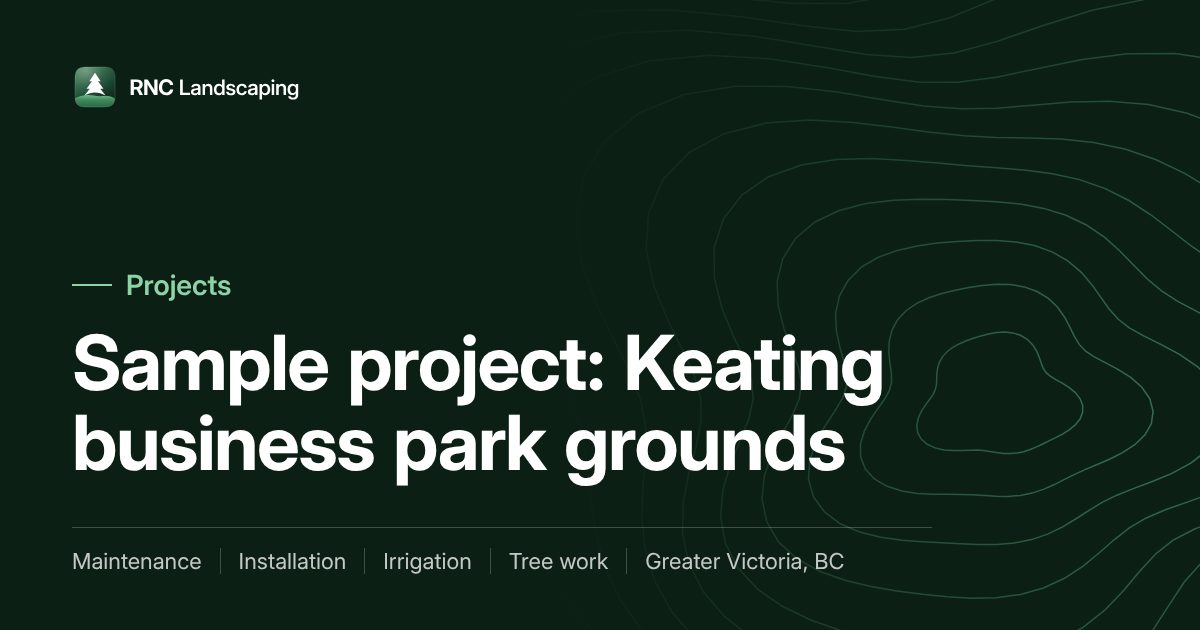 RNC Landscaping
Projects
Sample project: Keating
business park grounds
Maintenance | Installation | Irrigation | Tree work | Greater Victoria, BC